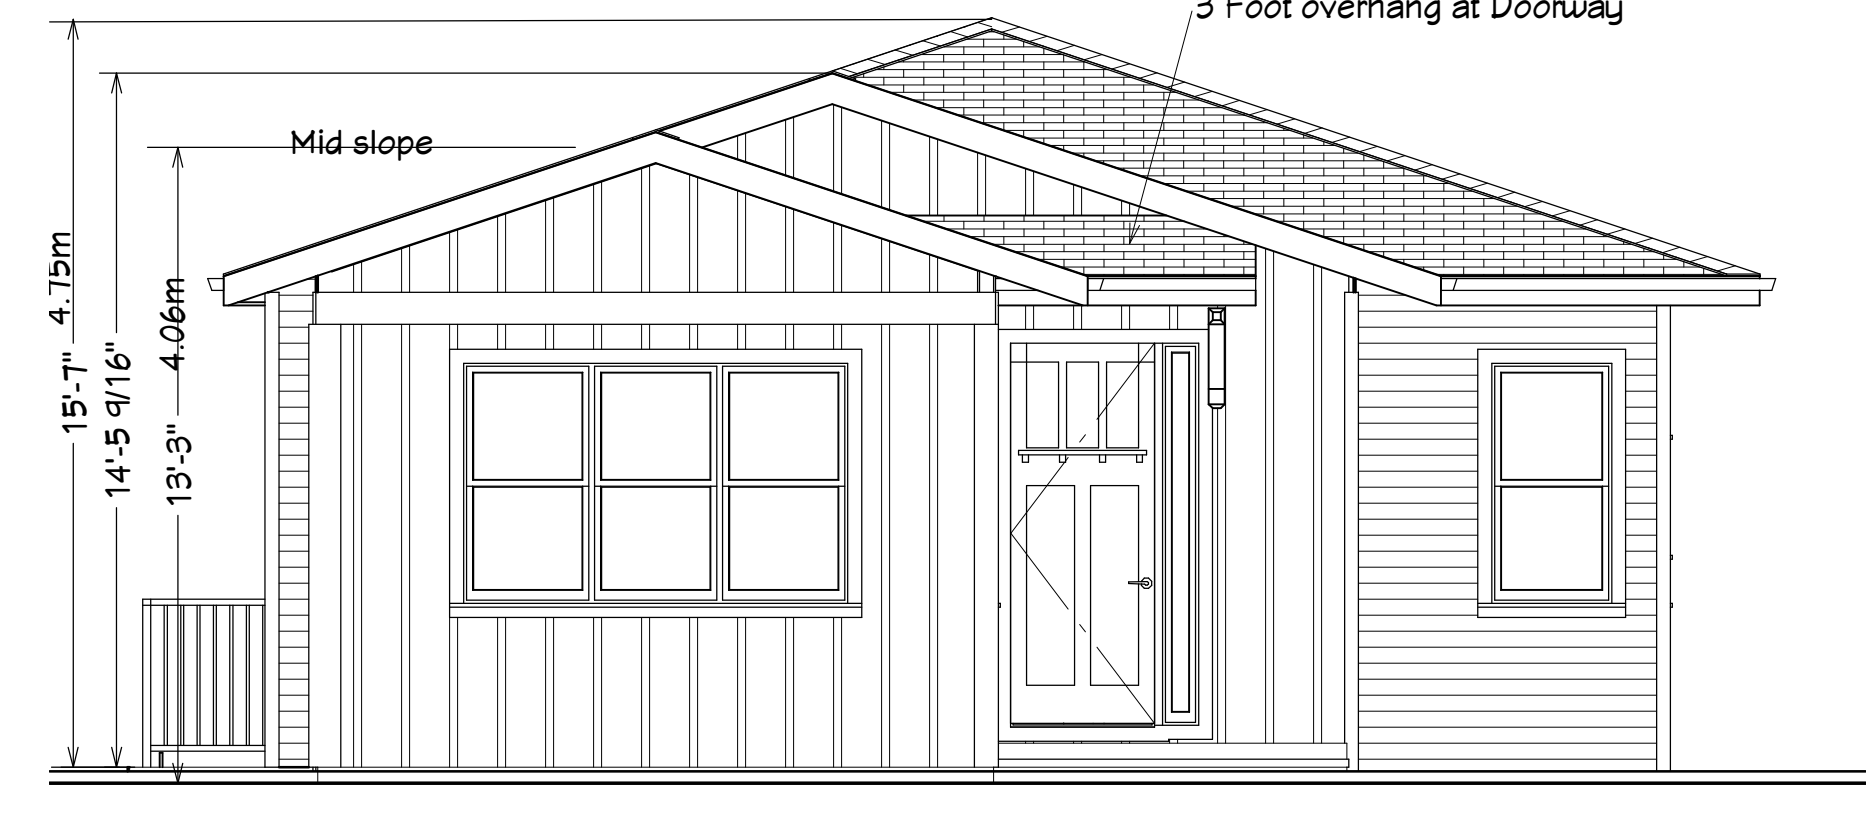 3 Foot overhang at Doorway
Mid slope
15'-7" 4.75m
14'-5 9/16"
13'-3" 4.06m